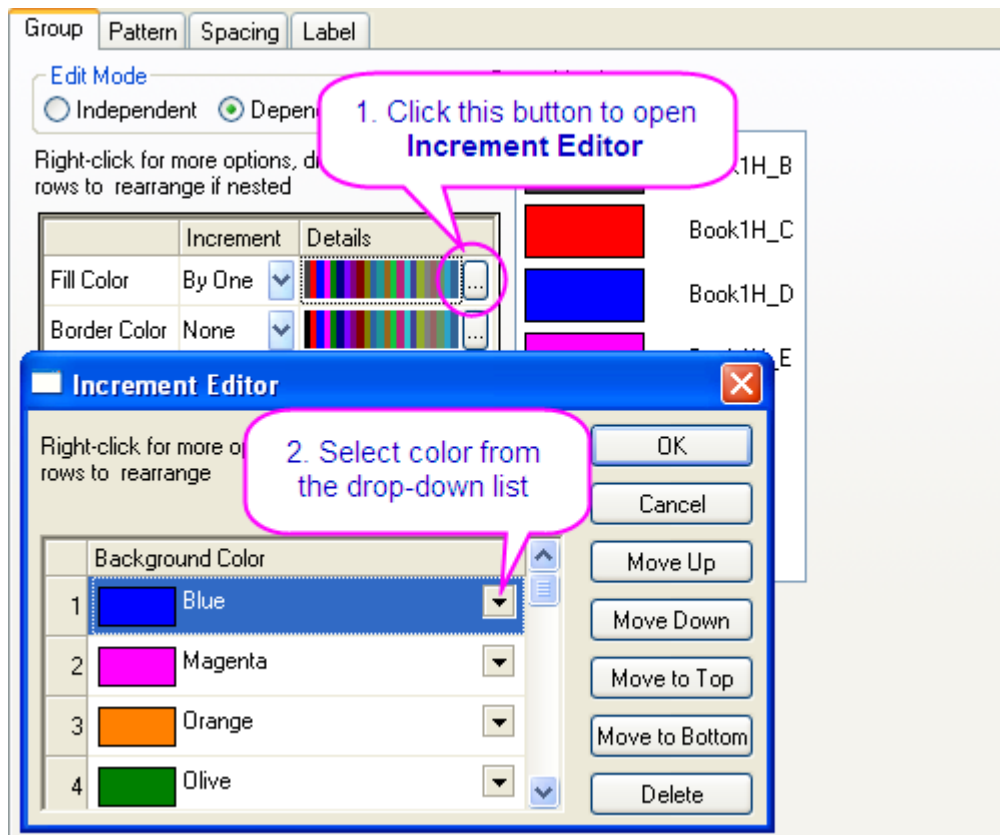 Group Pattern Spacing Label
Edit Mode
Independent
1. Click this button to open
Increment Editor
Right-click for more options,
rows to rearrange if nested
Increment Details
Fill Color By One ...
Border Color None ...
Book1H_C
Book1H_D
Increment Editor
Right-click for more
rows to rearrange
2. Select color from
the drop-down list
OK
Cancel
Move Up
Move Down
Move to Top
Move to Bottom
Delete
Background Color
1 Blue
2 Magenta
3 Orange
4 Olive